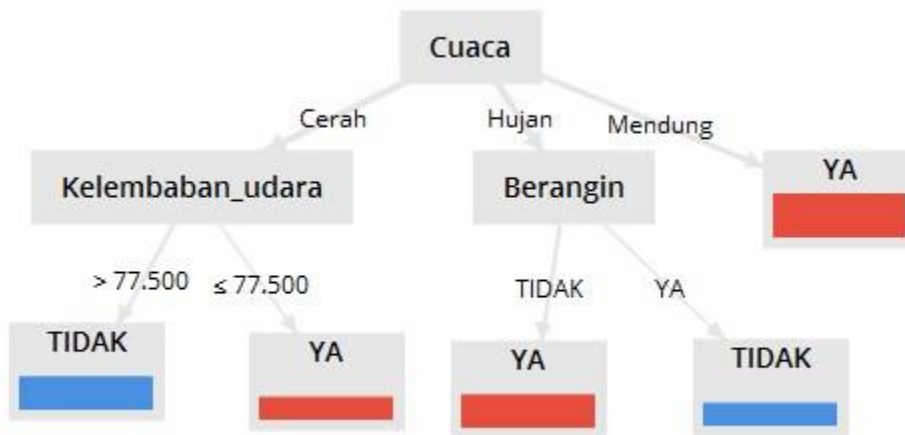 Cuaca
Cerah
Hujan
Mendung
Kelembaban_udara
Berangin
YA
> 77.500
≤ 77.500
TIDAK
YA
TIDAK
YA
YA
TIDAK